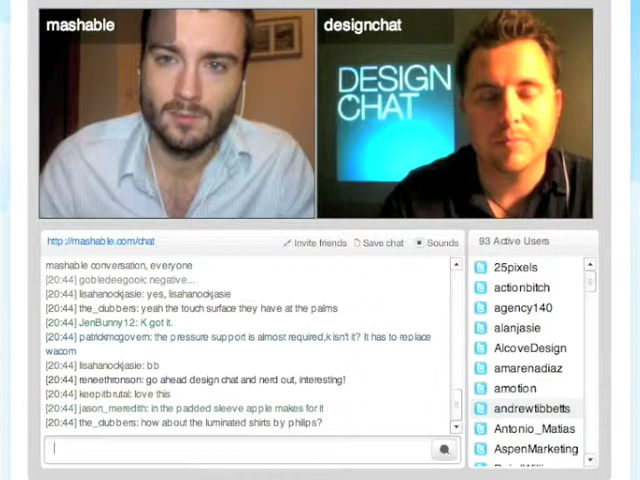 mashable
designchat
DESIGN
CHAT
http://mashable.com/chat
Invite friends
Save chat
Sounds
93 Active Users
mashable conversation, everyone
[20:44] gobledeegook: negative...
[20:44] lisahanockjasie: yes, lisahanockjasie
[20:44] the_dubbers: yeah the touch surface they have at the palms
[20:44] JenBunny12: K got it.
[20:44] patrickmcgovern: the pressure support is almost required,k isn't it? It has to replace
wacom
[20:44] lisahanockjasie: bb
[20:44] reneethronson: go ahead design chat and nerd out, interesting!
[20:44] keepitbrutal: love this
[20:44] jason_meredith: in the padded sleeve apple makes for it
[20:44] the_dubbers: how about the luminated shirts by philips?
25pixels
actionbitch
agency140
alanjasie
AlcoveDesign
amarenadiaz
amotion
andrewtibbetts
Antonio_Matias
AspenMarketing